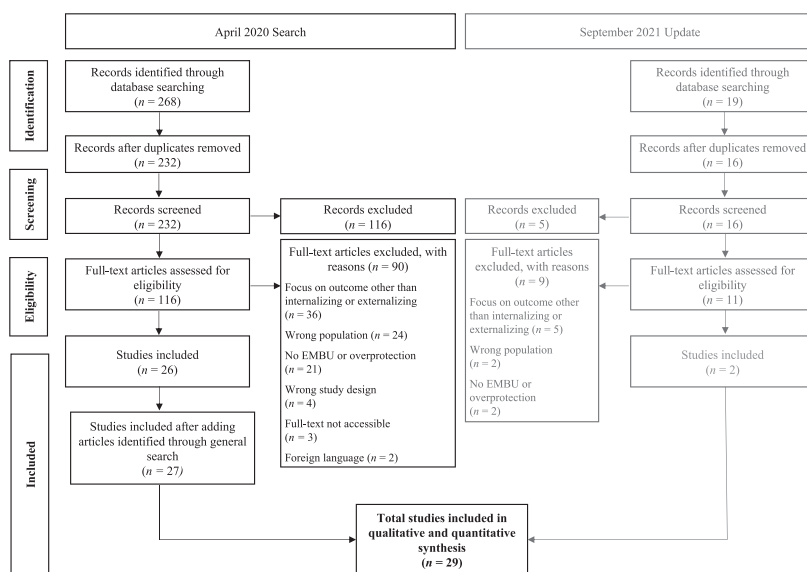 April 2020 Search
September 2021 Update
Identification
Records identified through
database searching
(n = 268)
Records identified through
database searching
(n = 19)
Records after duplicates removed
(n = 232)
Records after duplicates removed
(n = 16)
Screening
Records screened
(n = 232)
Records excluded
(n = 116)
Records excluded
(n = 5)
Records screened
(n = 16)
Eligibility
Full-text articles assessed for
eligibility
(n = 116)
Full-text articles excluded, with
reasons (n = 90)
Focus on outcome other than
internalizing or externalizing
(n = 36)
Wrong population (n = 24)
No EMBU or overprotection
(n = 21)
Wrong study design
(n = 4)
Full-text not accessible
(n = 3)
Foreign language (n = 2)
Full-text articles
excluded, with reasons
(n = 9)
Focus on outcome other
than internalizing or
externalizing (n = 5)
Wrong population
(n = 2)
No EMBU or
overprotection
(n = 2)
Full-text articles assessed for
eligibility
(n = 11)
Included
Studies included
(n = 26)
Studies included
(n = 2)
Studies included after adding
articles identified through general
search
(n = 27)
Total studies included in
qualitative and quantitative
synthesis
(n = 29)